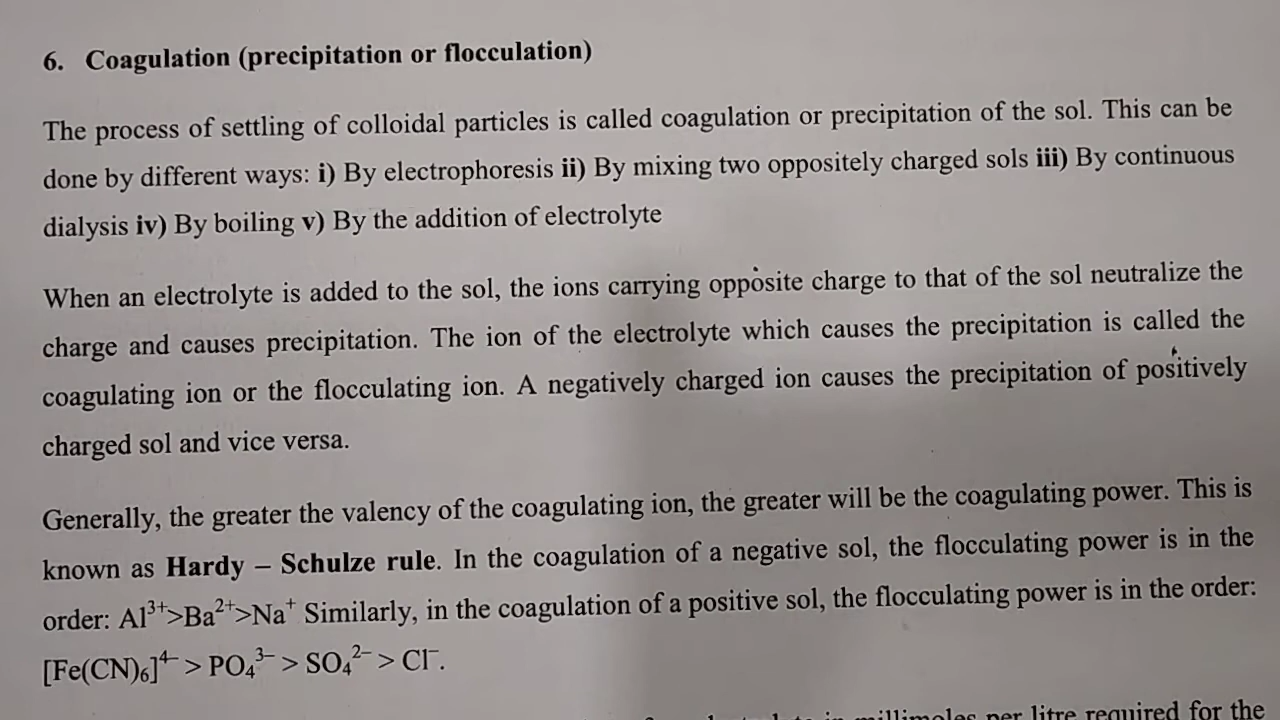 6. Coagulation (precipitation or flocculation)
The process of settling of colloidal particles is called coagulation or precipitation of the sol. This can be
done by different ways: i) By electrophoresis ii) By mixing two oppositely charged sols iii) By continuous
dialysis iv) By boiling v) By the addition of electrolyte
When an electrolyte is added to the sol, the ions carrying opposite charge to that of the sol neutralize the
charge and causes precipitation. The ion of the electrolyte which causes the precipitation is called the
coagulating ion or the flocculating ion. A negatively charged ion causes the precipitation of positively
charged sol and vice versa.
Generally, the greater the valency of the coagulating ion, the greater will be the coagulating power. This is
known as Hardy – Schulze rule. In the coagulation of a negative sol, the flocculating power is in the
order: Al³⁺>Ba²⁺>Na⁺ Similarly, in the coagulation of a positive sol, the flocculating power is in the order:
[Fe(CN)₆]⁴⁻ > PO₄³⁻ > SO₄²⁻ > Cl⁻.
in millimoles per litre required for the